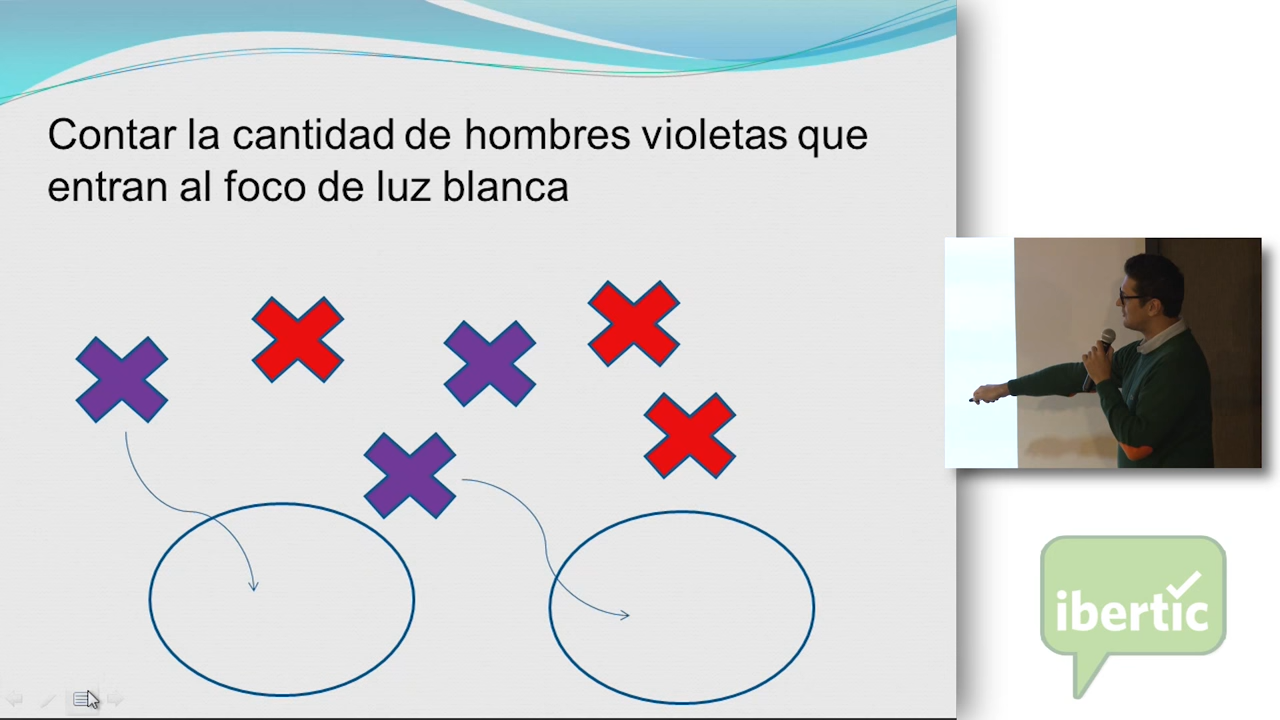 Contar la cantidad de hombres violetas que
entran al foco de luz blanca
ibertic